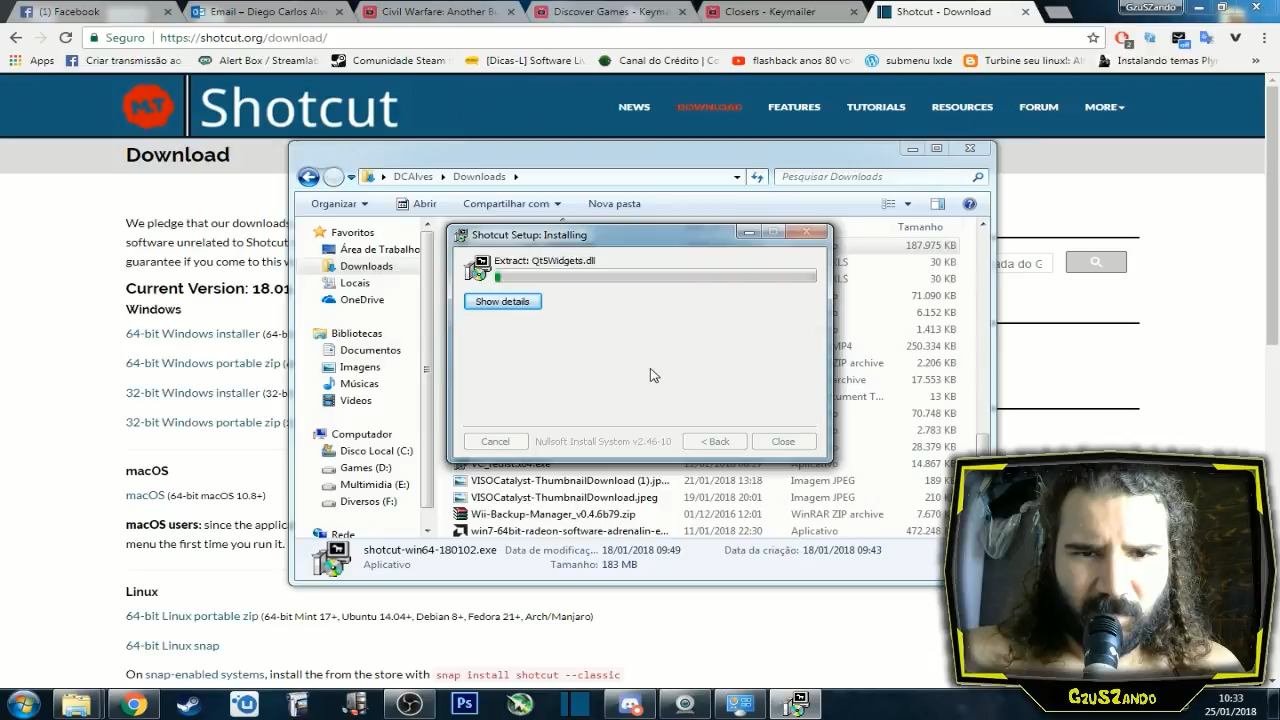 Facebook
Email – Diego Carlos Alv
Civil Warfare: Another Bu
Discover Games - Keyma
Closers - Keymailer
Shotcut - Download
GzuSZando
Seguro
https://shotcut.org/download/
Apps
Criar transmissão ao
Alert Box / Streamlab
Comunidade Steam
[Dicas-L] Software Liv
Canal do Crédito | Co
flashback anos 80 vo
submenu lxde
Turbine seu linux!: Al
Instalando temas Ply
»
MLT
Shotcut
NEWS
DOWNLOAD
FEATURES
TUTORIALS
RESOURCES
FORUM
MORE
Download
DCAlves
Downloads
Pesquisar Downloads
Organizar
Abrir
Compartilhar com
Nova pasta
We pledge that our downloads
software unrelated to Shotcut
guarantee if you come to this w
Current Version: 18.01
Windows
64-bit Windows installer (64-b
64-bit Windows portable zip (
32-bit Windows installer (32-b
32-bit Windows portable zip (
macOS
macOS (64-bit macOS 10.8+)
macOS users: since the applic
menu the first time you run it.
Favoritos
Área de Trabalho
Downloads
Locais
OneDrive
Bibliotecas
Documentos
Imagens
Músicas
Vídeos
Computador
Disco Local (C:)
Games (D:)
Multimidia (E:)
Diversos (F:)
Rede
Shotcut Setup: Installing
Extract: Qt5Widgets.dll
Show details
Cancel
Nullsoft Install System v2.46-10
< Back
Close
Tamanho
187.975 KB
30 KB
30 KB
71.090 KB
6.152 KB
1.413 KB
MP4 250.334 KB
ZIP archive 2.206 KB
archive 17.553 KB
cument T... 13 KB
70.748 KB
2.783 KB
28.379 KB
Aplicativo 14.867 KB
VISOCatalyst-ThumbnailDownload (1).jp... 21/01/2018 13:18 Imagem JPEG 189
VISOCatalyst-ThumbnailDownload.jpeg 19/01/2018 20:01 Imagem JPEG 210
Wii-Backup-Manager_v0.4.6b79.zip 01/12/2016 12:01 WinRAR ZIP archive 7.670
win7-64bit-radeon-software-adrenalin-e... 11/01/2018 22:30 Aplicativo 472.248
shotcut-win64-180102.exe Data de modificaç... 18/01/2018 09:49 Data da criação: 18/01/2018 09:43
Aplicativo Tamanho: 183 MB
Linux
64-bit Linux portable zip (64-bit Mint 17+, Ubuntu 14.04+, Debian 8+, Fedora 21+, Arch/Manjaro)
64-bit Linux snap
On snap-enabled systems, install the from the store with snap install shotcut --classic
GzuSZando
10:33
25/01/2018